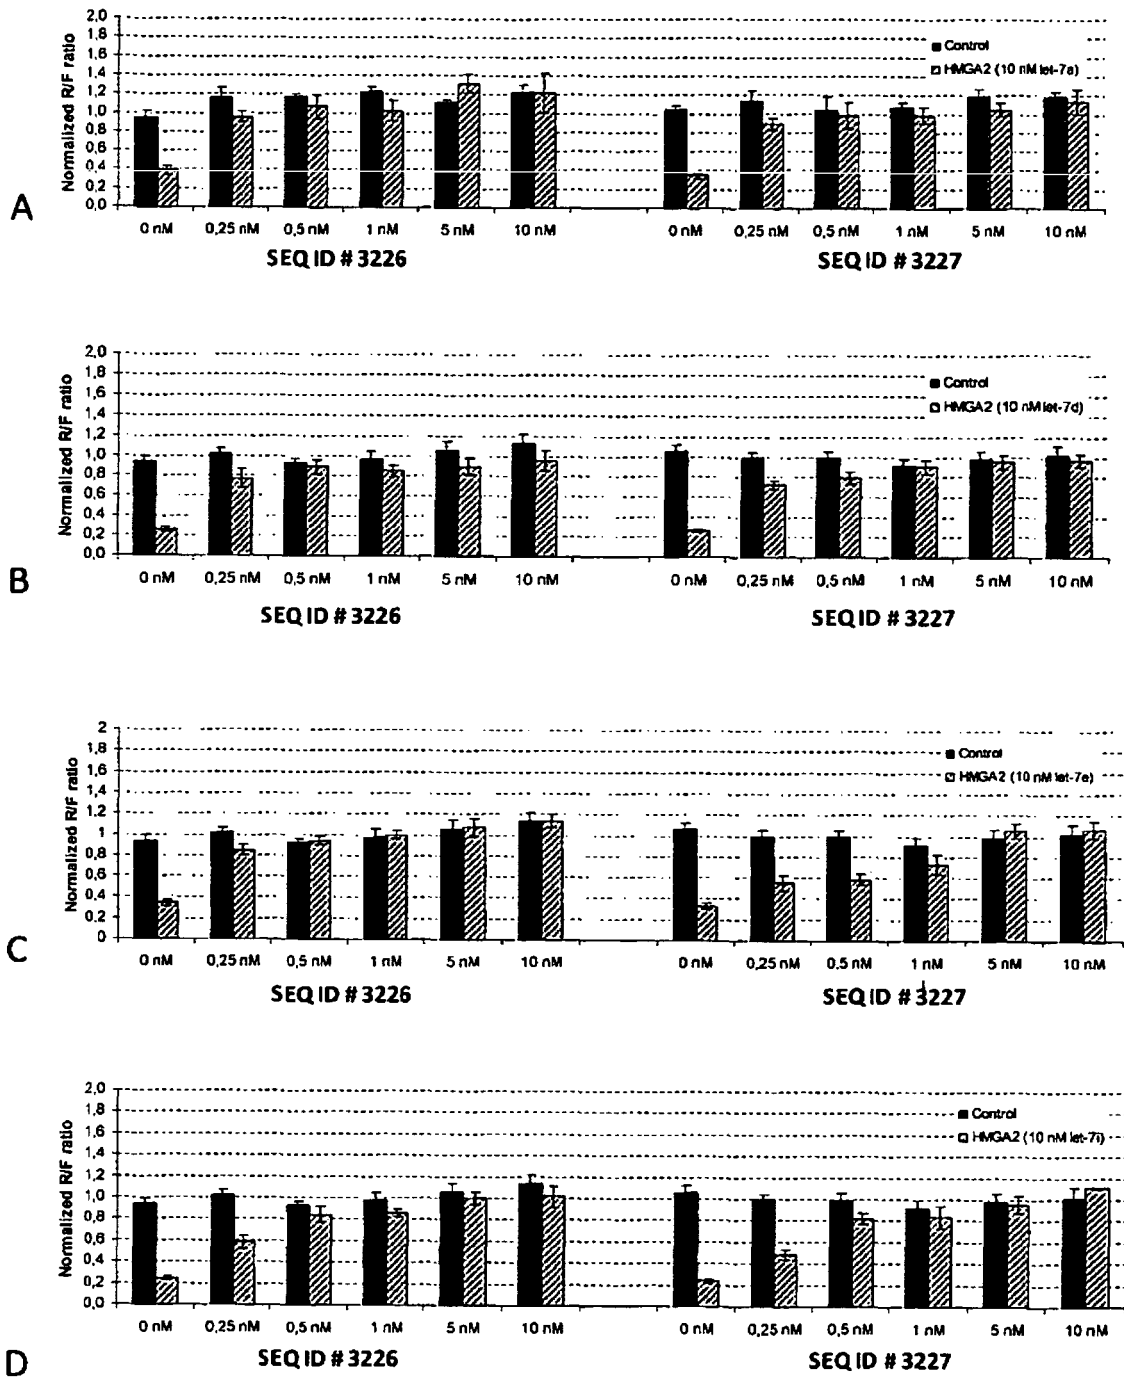 2,0
1,8
1,6
1,4
1,2
1,0
0,8
0,6
0,4
0,2
0,0
Normalized R/F ratio
Control
HMGA2 (10 nM let-7a)
A
0 nM 0,25 nM 0,5 nM 1 nM 5 nM 10 nM 0 nM 0,25 nM 0,5 nM 1 nM 5 nM 10 nM
SEQ ID # 3226 SEQ ID # 3227
2,0
1,8
1,6
1,4
1,2
1,0
0,8
0,6
0,4
0,2
0,0
Normalized R/F ratio
Control
HMGA2 (10 nM let-7d)
B
0 nM 0,25 nM 0,5 nM 1 nM 5 nM 10 nM 0 nM 0,25 nM 0,5 nM 1 nM 5 nM 10 nM
SEQ ID # 3226 SEQ ID # 3227
2
1,8
1,6
1,4
1,2
1
0,8
0,6
0,4
0,2
0
Normalized R/F ratio
Control
HMGA2 (10 nM let-7e)
C
0 nM 0,25 nM 0,5 nM 1 nM 5 nM 10 nM 0 nM 0,25 nM 0,5 nM 1 nM 5 nM 10 nM
SEQ ID # 3226 SEQ ID # 3227
2,0
1,8
1,6
1,4
1,2
1,0
0,8
0,6
0,4
0,2
0,0
Normalized R/F ratio
Control
HMGA2 (10 nM let-7i)
D
0 nM 0,25 nM 0,5 nM 1 nM 5 nM 10 nM 0 nM 0,25 nM 0,5 nM 1 nM 5 nM 10 nM
SEQ ID # 3226 SEQ ID # 3227